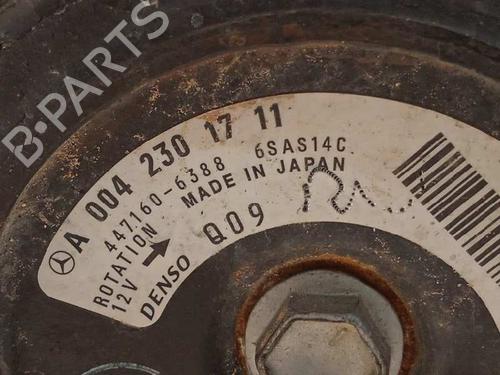 B-PARTS
A 004 230 17 11
447160-6388 6SAS14C
ROTATION → MADE IN JAPAN
12V DENSO Q09